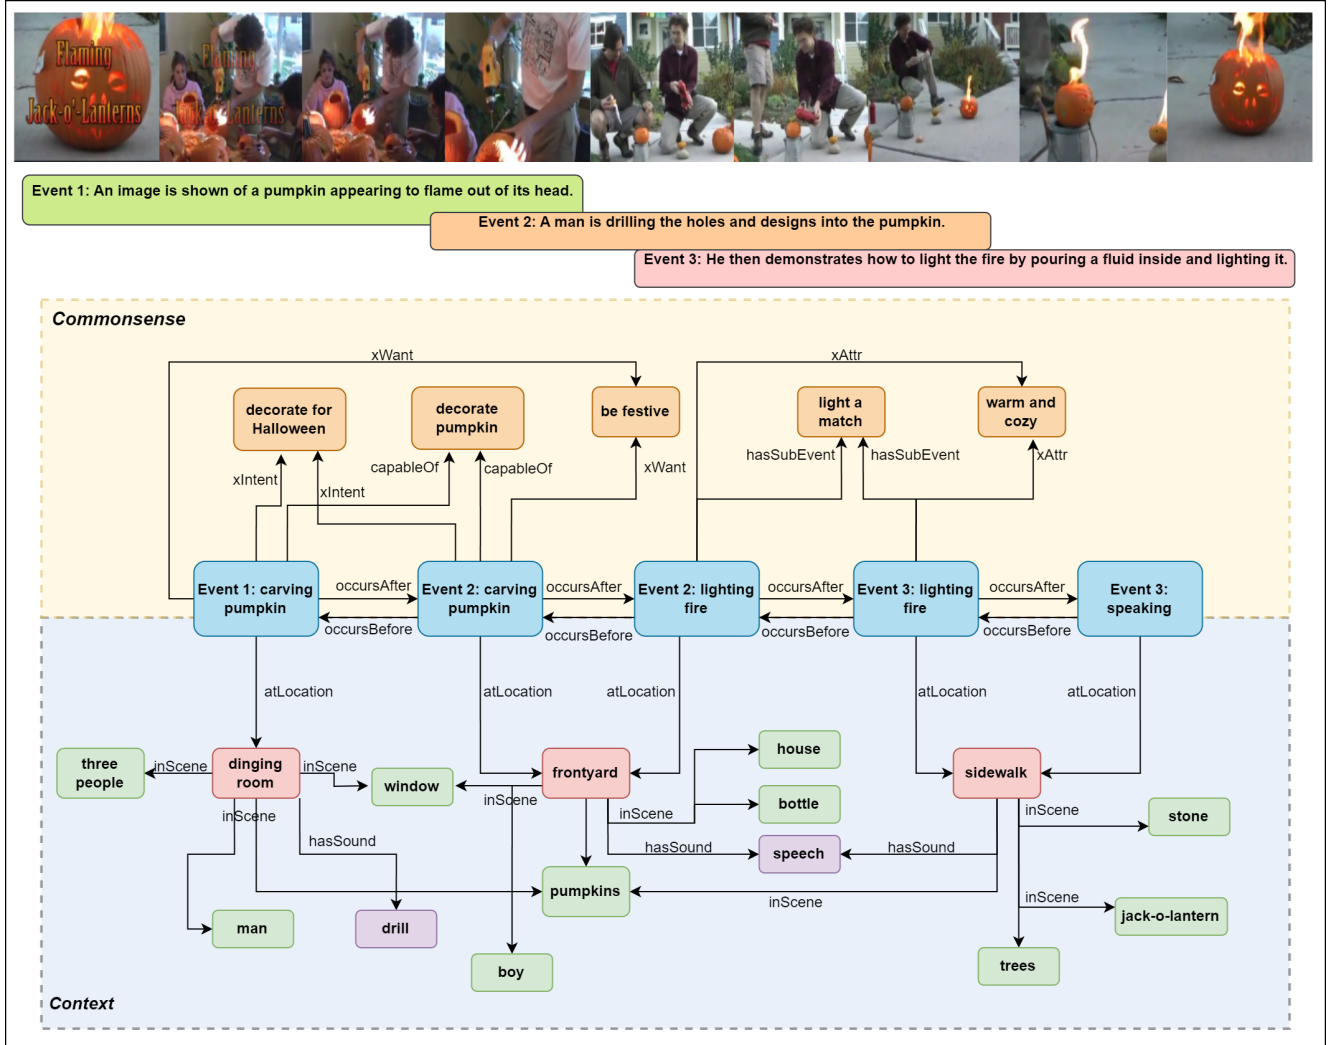 Flaming
Jack-o'-Lanterns
Flaming
Jack-o'-Lanterns
Event 1: An image is shown of a pumpkin appearing to flame out of its head.
Event 2: A man is drilling the holes and designs into the pumpkin.
Event 3: He then demonstrates how to light the fire by pouring a fluid inside and lighting it.
Commonsense
xWant
xAttr
decorate for
Halloween
decorate
pumpkin
be festive
light a
match
warm and
cozy
xIntent
xIntent
capableOf
capableOf
xWant
hasSubEvent
hasSubEvent
xAttr
Event 1: carving
pumpkin
occursAfter
Event 2: carving
pumpkin
occursAfter
Event 2: lighting
fire
occursAfter
Event 3: lighting
fire
occursAfter
Event 3:
speaking
occursBefore
occursBefore
occursBefore
occursBefore
atLocation
atLocation
atLocation
atLocation
atLocation
three
people
inScene
dinging
room
inScene
window
inScene
frontyard
house
bottle
inScene
sidewalk
inScene
stone
inScene
hasSound
hasSound
speech
hasSound
pumpkins
inScene
inScene
jack-o-lantern
man
drill
boy
trees
Context